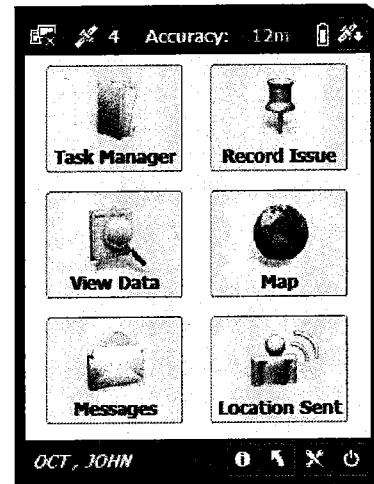 4 Accuracy: 12m
Task Manager Record Issue
View Data Map
Messages Location Sent
OCT, JOHN